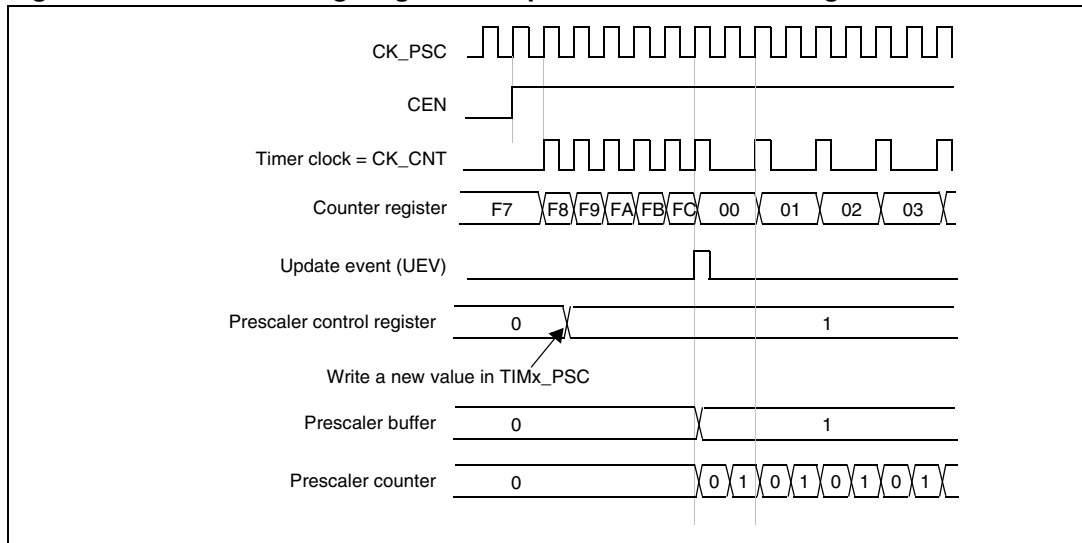 CK_PSC
CEN
Timer clock = CK_CNT
Counter register F7 F8 F9 FA FB FC 00 01 02 03
Update event (UEV)
Prescaler control register 0 1
Write a new value in TIMx_PSC
Prescaler buffer 0 1
Prescaler counter 0 0 1 0 1 0 1 0 1